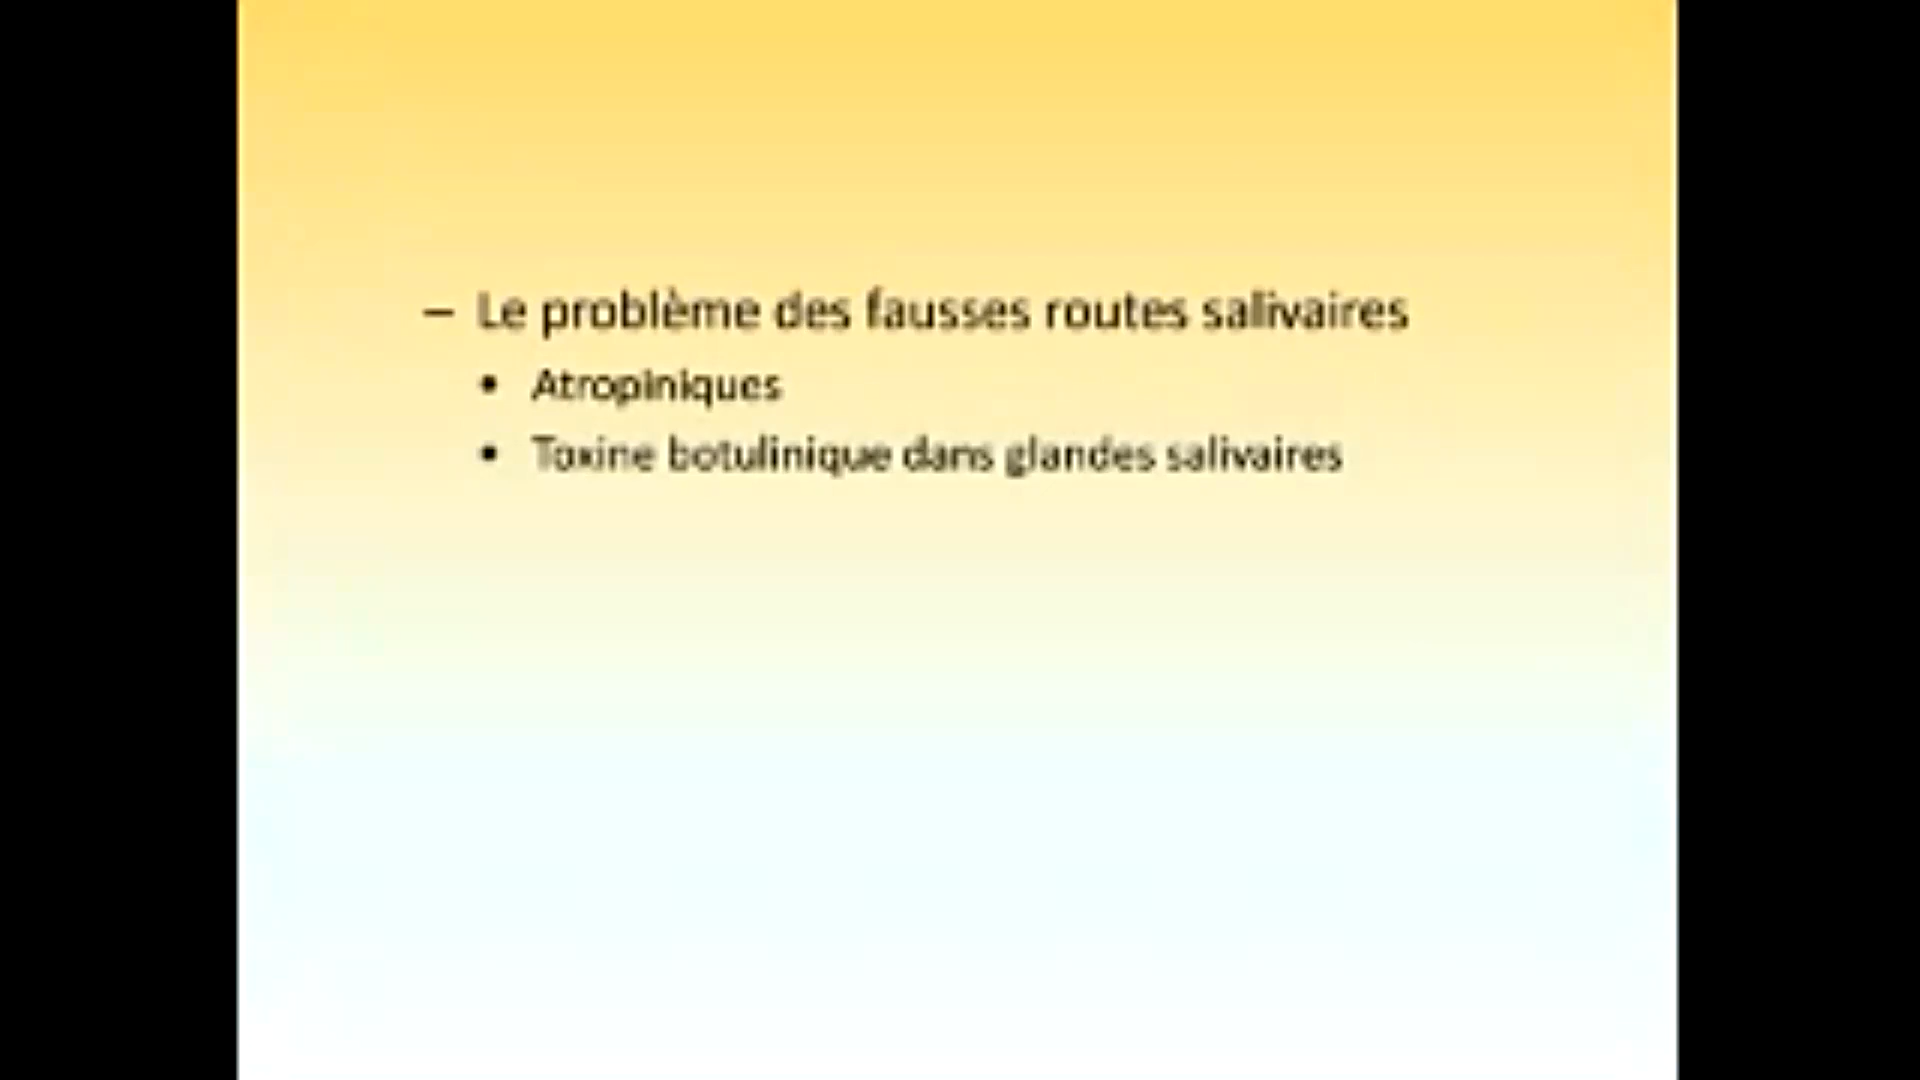 – Le problème des fausses routes salivaires
• Atropiniques
• Toxine botulinique dans glandes salivaires